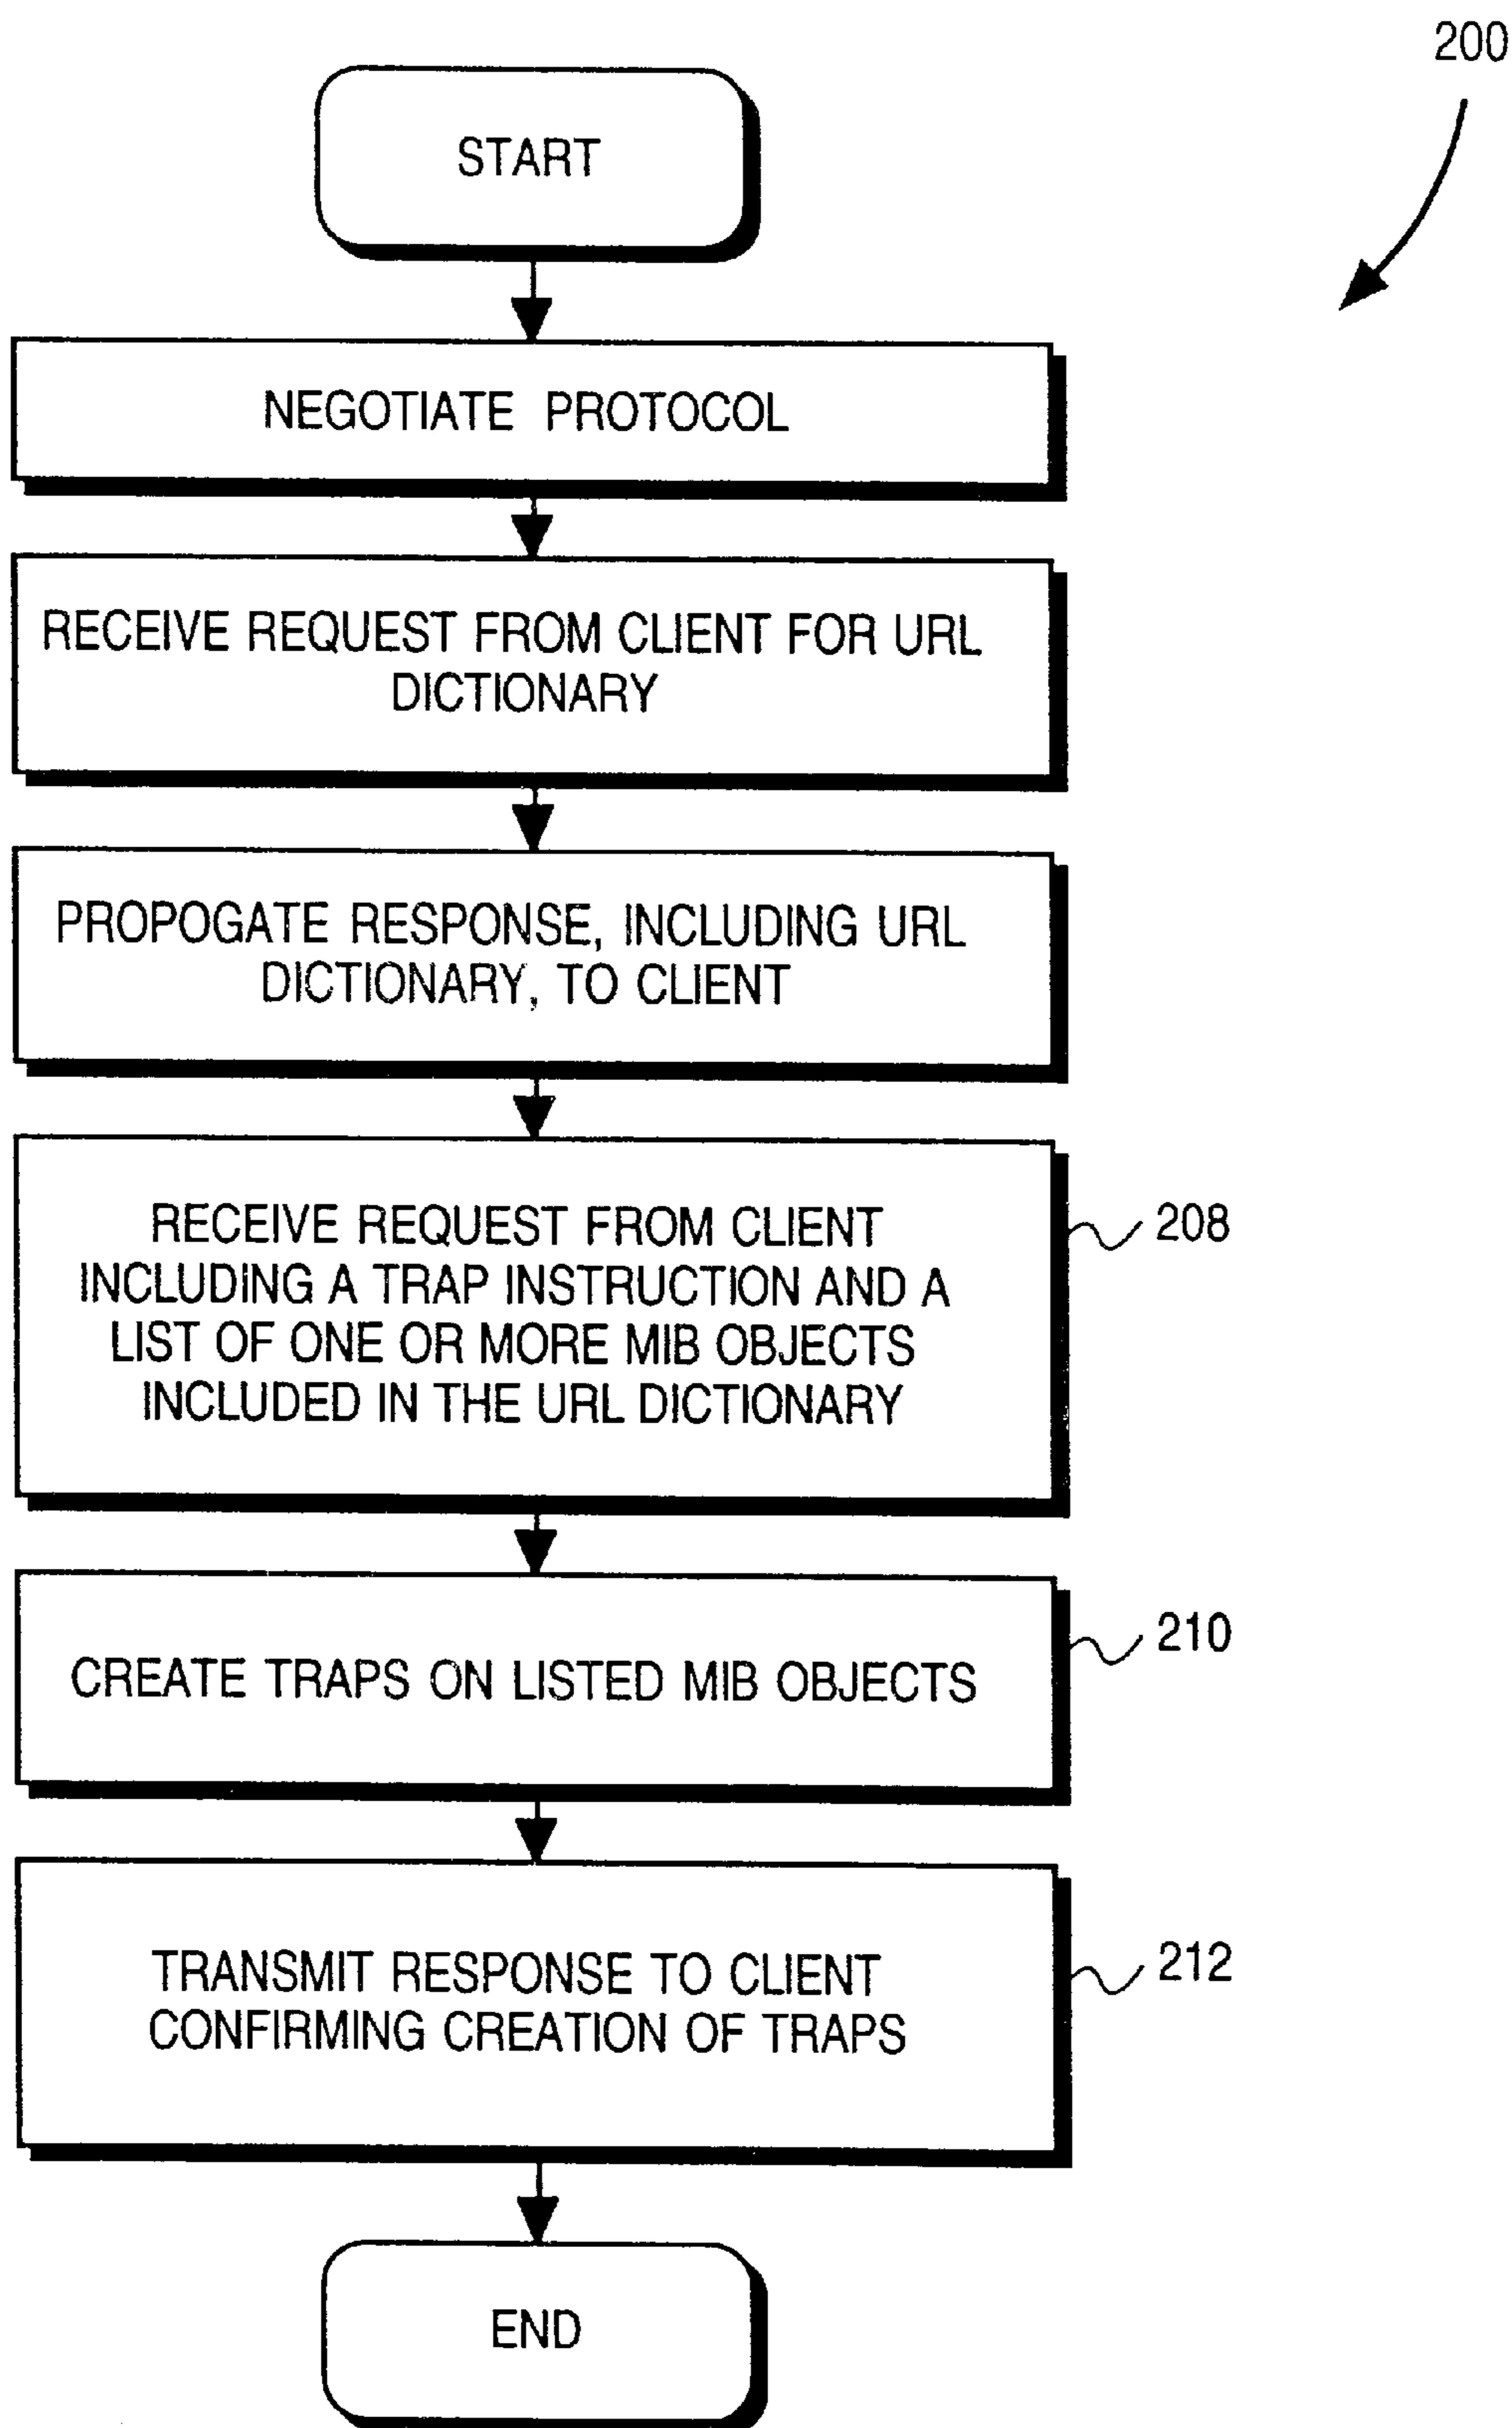 200
START
NEGOTIATE PROTOCOL
RECEIVE REQUEST FROM CLIENT FOR URL
DICTIONARY
PROPOGATE RESPONSE, INCLUDING URL
DICTIONARY, TO CLIENT
RECEIVE REQUEST FROM CLIENT
INCLUDING A TRAP INSTRUCTION AND A
LIST OF ONE OR MORE MIB OBJECTS
INCLUDED IN THE URL DICTIONARY
208
CREATE TRAPS ON LISTED MIB OBJECTS
210
TRANSMIT RESPONSE TO CLIENT
CONFIRMING CREATION OF TRAPS
212
END